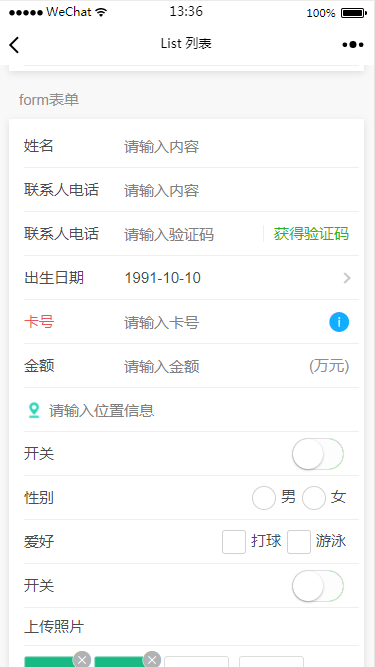 WeChat 13:36 100%
List 列表
form表单
姓名 请输入内容
联系人电话 请输入内容
联系人电话 请输入验证码 获得验证码
出生日期 1991-10-10
卡号 请输入卡号 i
金额 请输入金额 (万元)
请输入位置信息
开关
性别 男 女
爱好 打球 游泳
开关
上传照片